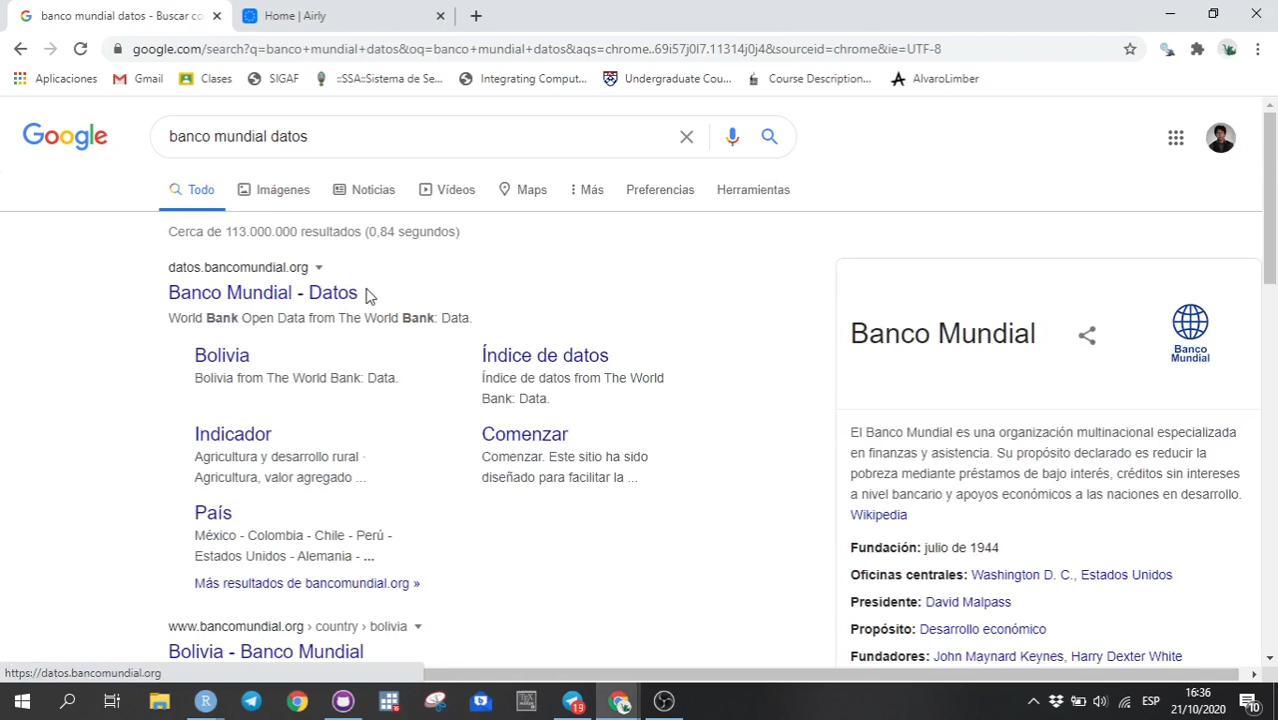 banco mundial datos - Buscar co
Home | Airly
google.com/search?q=banco+mundial+datos&oq=banco+mundial+datos&aqs=chrome..69i57j0l7.11314j0j4&sourceid=chrome&ie=UTF-8
Aplicaciones
Gmail
Clases
SIGAF
::SSA::Sistema de Se...
Integrating Comput...
Undergraduate Cou...
Course Description...
AlvaroLimber
Google
banco mundial datos
Todo
Imágenes
Noticias
Vídeos
Maps
Más
Preferencias
Herramientas
Cerca de 113.000.000 resultados (0,84 segundos)
datos.bancomundial.org
Banco Mundial - Datos
World Bank Open Data from The World Bank: Data.
Bolivia
Bolivia from The World Bank: Data.
Índice de datos
Índice de datos from The World
Bank: Data.
Indicador
Agricultura y desarrollo rural ·
Agricultura, valor agregado ...
Comenzar
Comenzar. Este sitio ha sido
diseñado para facilitar la ...
País
México - Colombia - Chile - Perú -
Estados Unidos - Alemania - ...
Más resultados de bancomundial.org »
www.bancomundial.org › country › bolivia
Bolivia - Banco Mundial
Banco Mundial
Banco
Mundial
El Banco Mundial es una organización multinacional especializada
en finanzas y asistencia. Su propósito declarado es reducir la
pobreza mediante préstamos de bajo interés, créditos sin intereses
a nivel bancario y apoyos económicos a las naciones en desarrollo.
Wikipedia
Fundación: julio de 1944
Oficinas centrales: Washington D. C., Estados Unidos
Presidente: David Malpass
Propósito: Desarrollo económico
Fundadores: John Maynard Keynes, Harry Dexter White
https://datos.bancomundial.org
19
ESP
16:36
21/10/2020
10